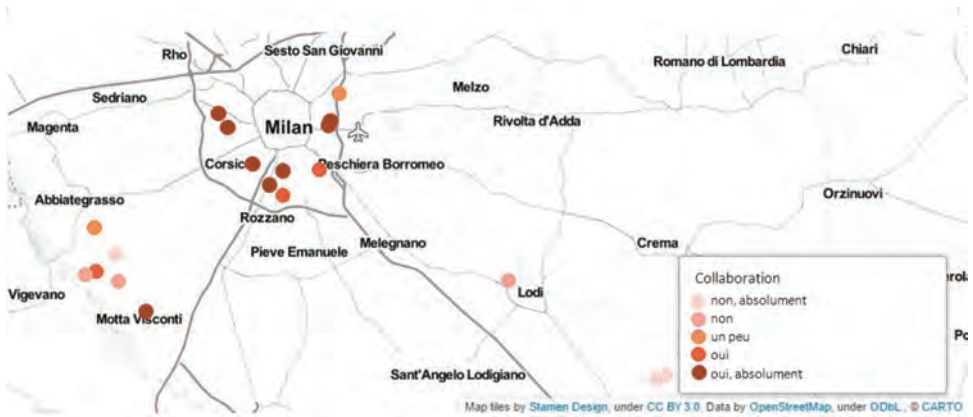 Sesto San Giovanni
Chiari
Rho
Romano di Lombardia
Melzo
Sedriano
Rivolta d'Adda
Magenta
Milan
Corsic
Peschiera Borromeo
Abbiategrasso
Orzinuovi
Rozzano
Melegnano
Crema
Pieve Emanuele
Collaboration
Vigevano
Lodi
non, absolument
Motta Visconti
non
un peu
oui
Sant'Angelo Lodigiano
oui, absolument
Map tiles by Stamen Design, under CC BY 3.0, Data by OpenStreetMap, under ODbL, © CARTO